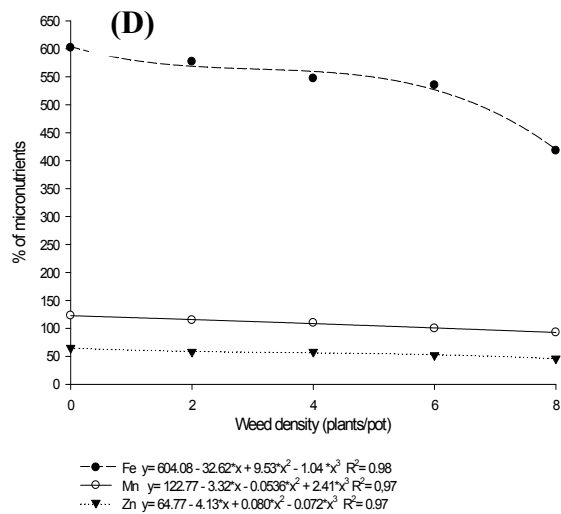 (D)
650
600
550
500
450
400
350
300
250
200
150
100
50
0
% of micronutrients
0 2 4 6 8
Weed density (plants/pot)
Fe y= 604.08 - 32.62*x + 9.53*x² - 1.04 *x³ R²= 0.98
Mn y= 122.77 - 3.32*x - 0.0536*x² + 2.41*x³ R²= 0,97
Zn y= 64.77 - 4.13*x + 0.080*x² - 0.072*x³ R²= 0.97